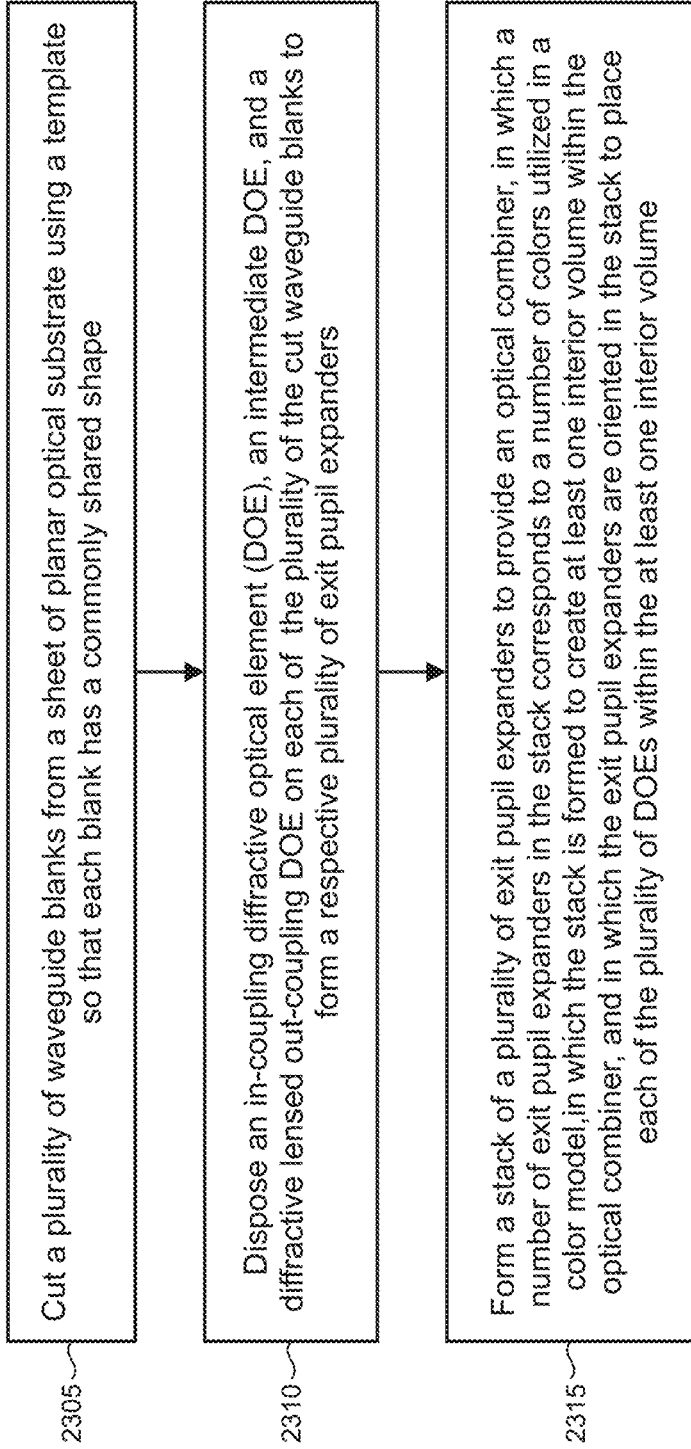 2305
Cut a plurality of waveguide blanks from a sheet of planar optical substrate using a template
so that each blank has a commonly shared shape
2310
Dispose an in-coupling diffractive optical element (DOE), an intermediate DOE, and a
diffractive lensed out-coupling DOE on each of the plurality of the cut waveguide blanks to
form a respective plurality of exit pupil expanders
2315
Form a stack of a plurality of exit pupil expanders to provide an optical combiner, in which a
number of exit pupil expanders in the stack corresponds to a number of colors utilized in a
color model,in which the stack is formed to create at least one interior volume within the
optical combiner, and in which the exit pupil expanders are oriented in the stack to place
each of the plurality of DOEs within the at least one interior volume